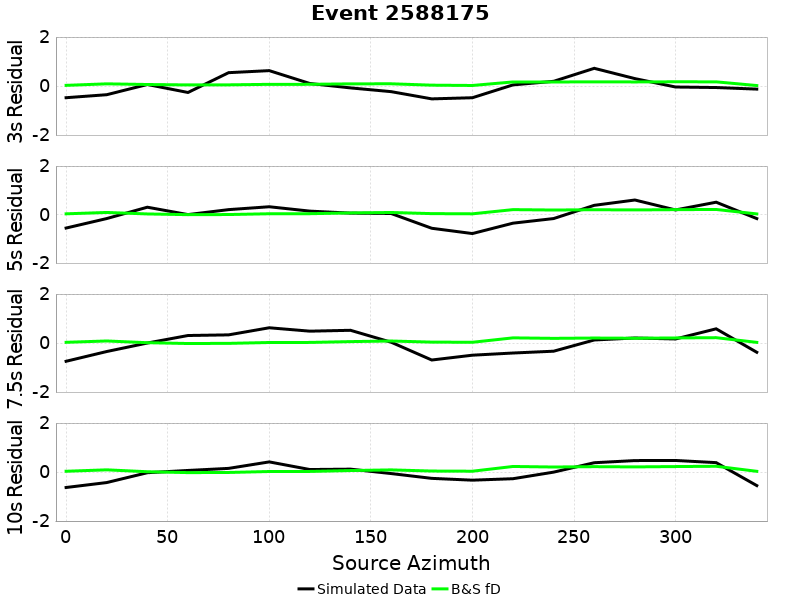 Event 2588175
2
0
-2
3s Residual
2
0
-2
5s Residual
2
0
-2
7.5s Residual
2
0
-2
10s Residual
0 50 100 150 200 250 300
Source Azimuth
Simulated Data B&S fD